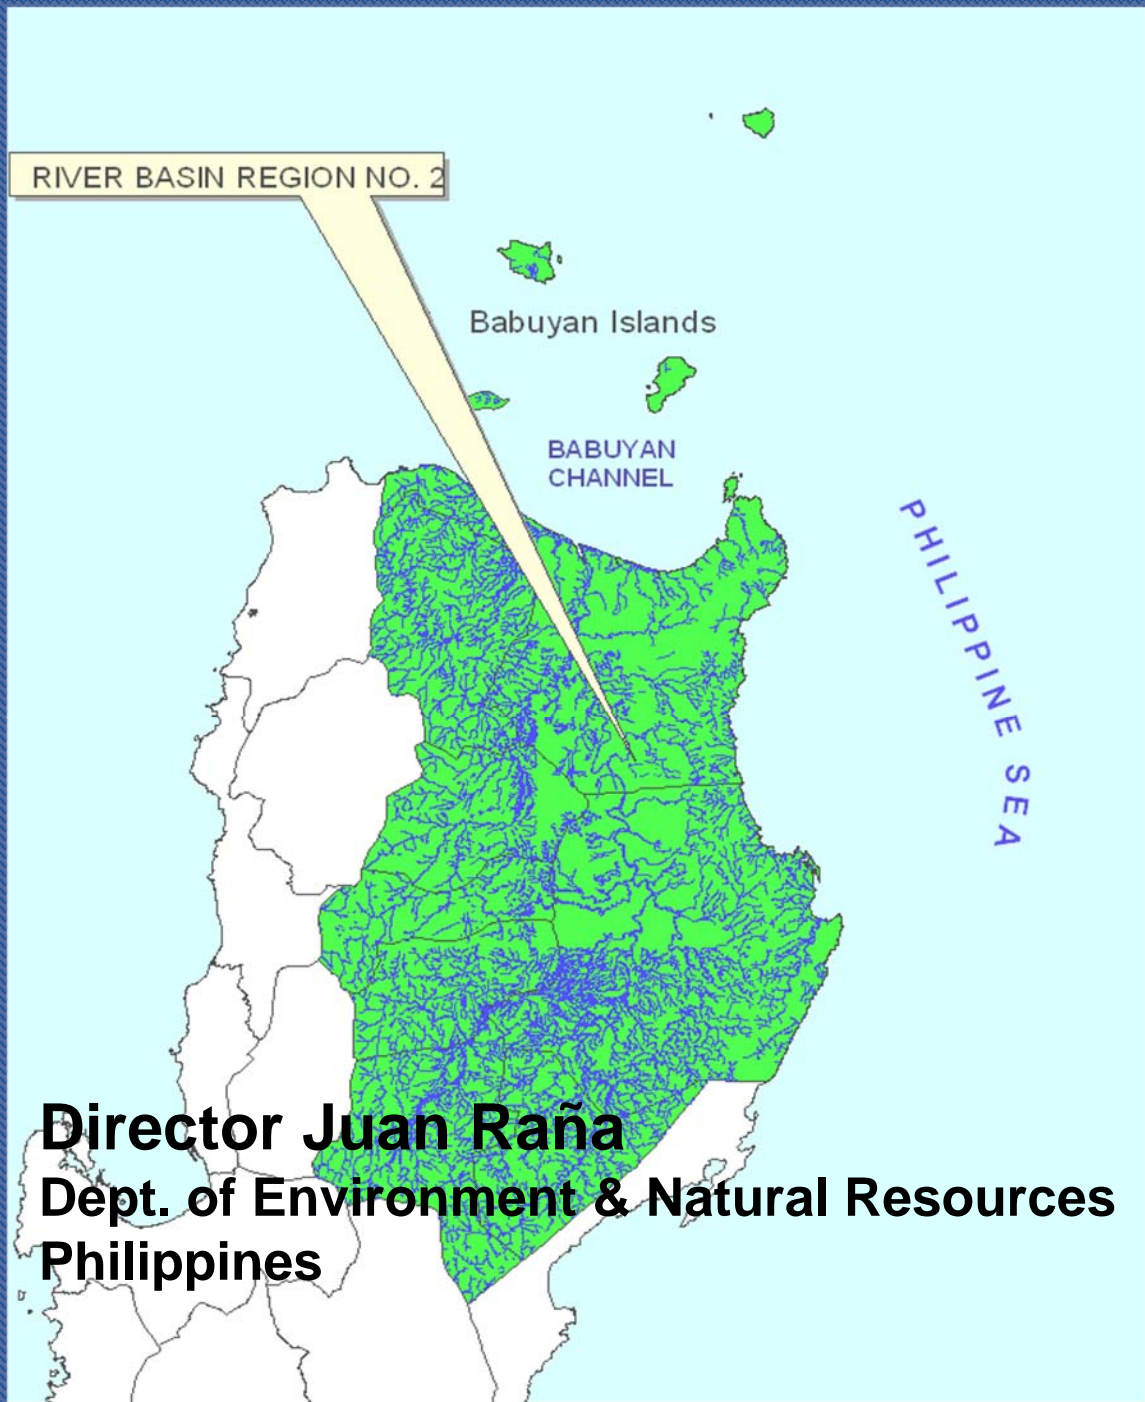 RIVER BASIN REGION NO. 2
Babuyan Islands
BABUYAN
CHANNEL
PHILIPPINE SEA
Director Juan Raña
Dept. of Environment & Natural Resources
Philippines